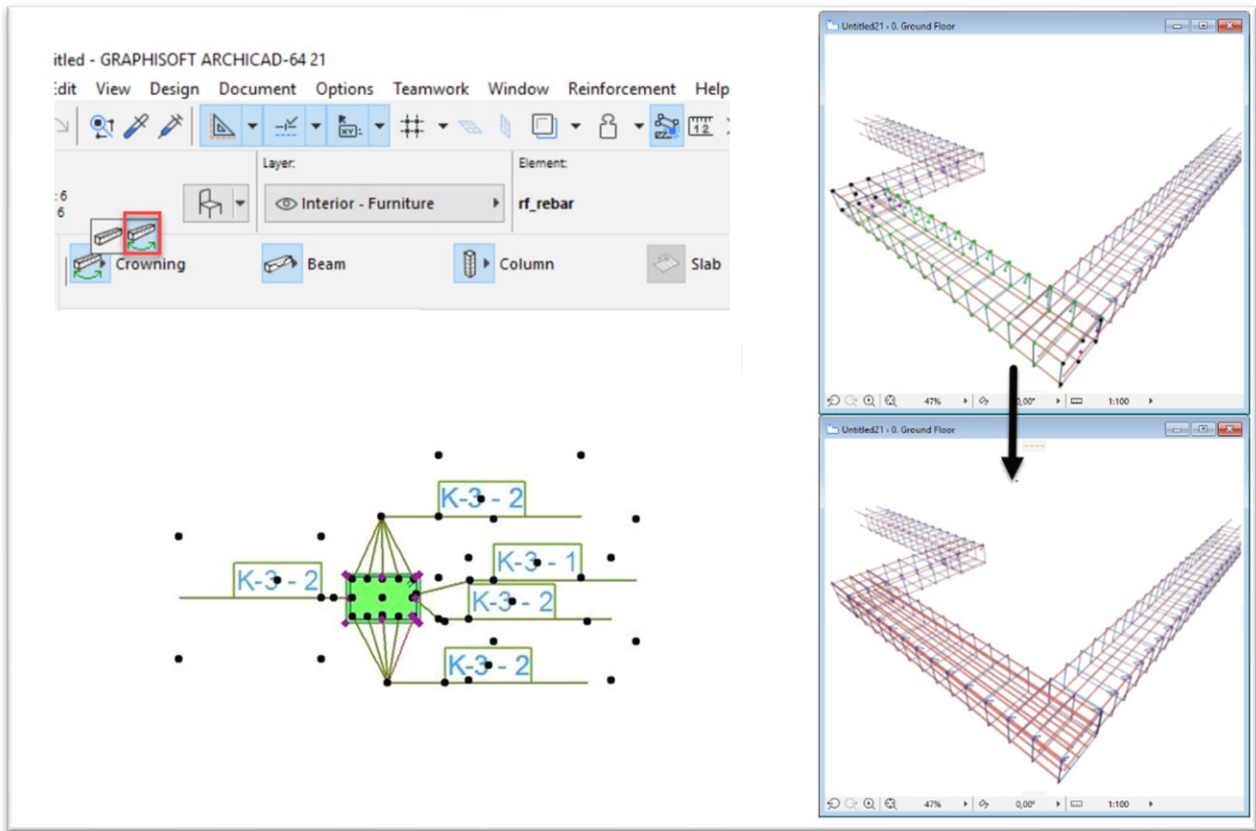 itled - GRAPHISOFT ARCHICAD-64 21
Edit View Design Document Options Teamwork Window Reinforcement Help
Layer:
Element:
:6
6
Interior - Furniture
rf_rebar
Crowning
Beam
Column
Slab
K-3 - 2
K-3 - 1
K-3 - 2
K-3 - 2
K-3 - 2
Untitled21 › 0. Ground Floor
47%
0,00°
1:100
Untitled21 › 0. Ground Floor
47%
0,00°
1:100